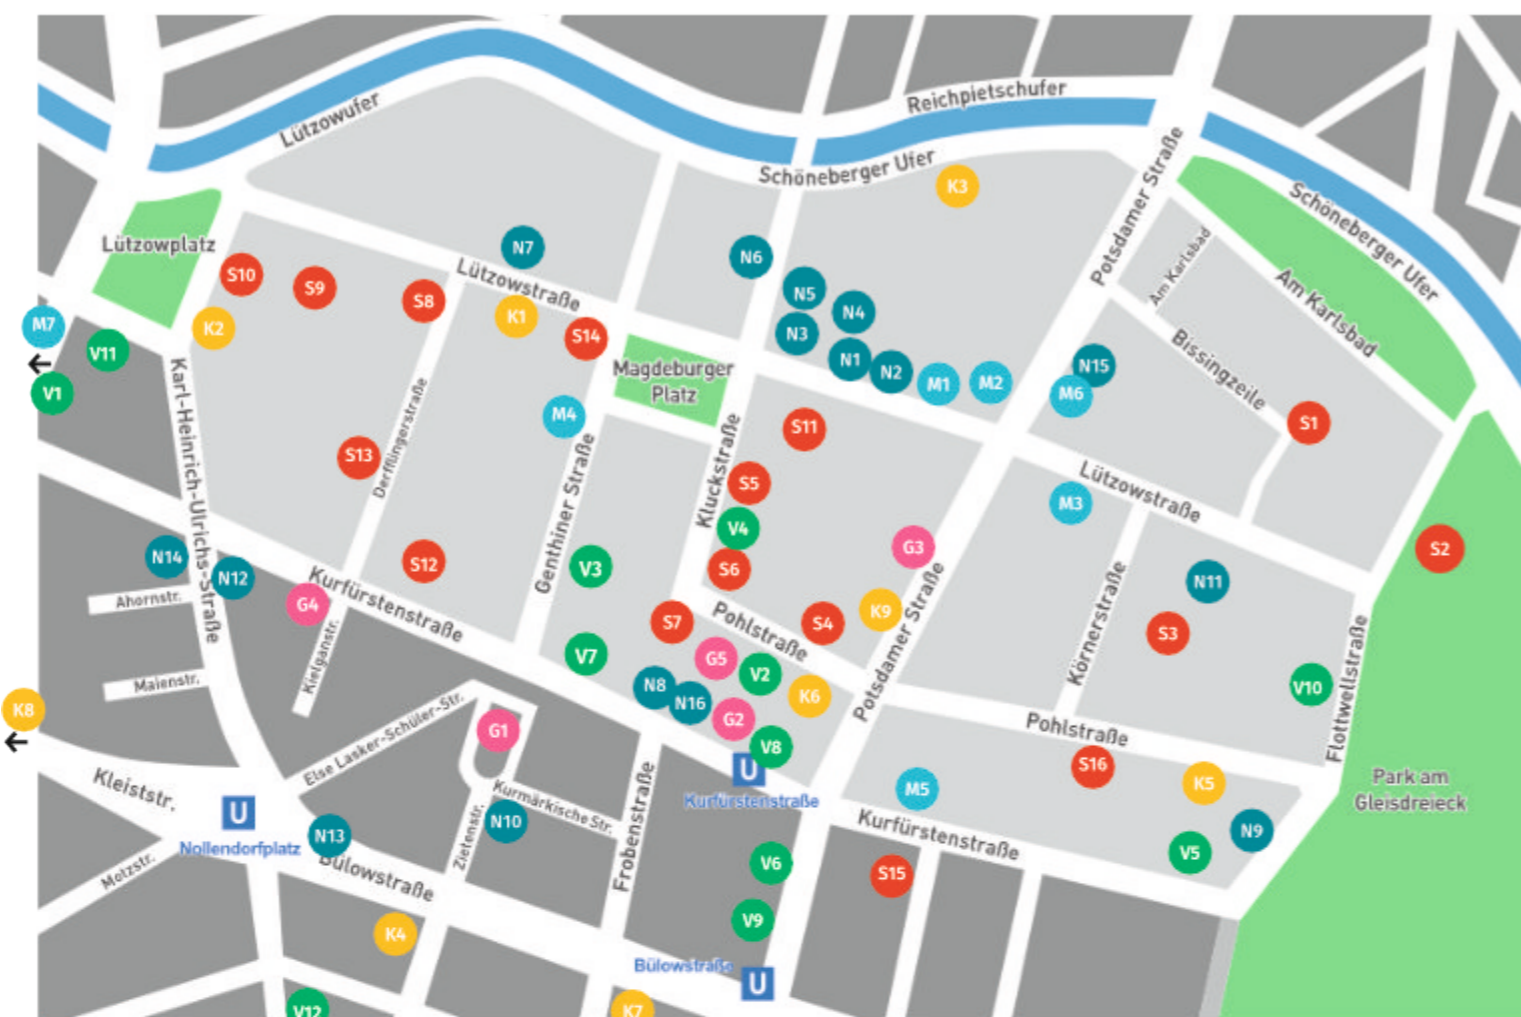 Lützowufer
Reichpietschufer
Schöneberger Ufer
K3
Potsdamer Straße
Schöneberger Ufer
Lützowplatz
N7
N6
Am Karlsbad
Am Karlsbad
S10
S9
S8
Lützowstraße
N5
N4
M7
K2
K1
S14
N3
V11
N1
N2
M1
M2
N15
M6
Bissingzeile
V1
Magdeburger
Platz
Karl-Heinrich-Ulrichs-Straße
Derfflingerstraße
M4
S11
S1
S13
Genthiner Straße
Kluckstraße
S5
M3
Lützowstraße
V4
G3
S2
N14
N12
S12
V3
S6
N11
Ahornstr.
G4
Kurfürstenstraße
S7
Pohlstraße
S4
K9
Potsdamer Straße
Körnerstraße
S3
Kielganstr.
V7
G5
V2
K6
N8
N16
G2
V10
Flottwellstraße
Maienstr.
K8
Else Lasker-Schüler-Str.
G1
V8
U
Kurfürstenstraße
Pohlstraße
S16
K5
Park am
Gleisdreieck
Kleiststr.
U
Nollendorfplatz
N13
Kurmärkische Str.
Zietenstr.
N10
Frobenstraße
M5
Kurfürstenstraße
N9
V5
Motzstr.
Bülowstraße
V6
S15
K4
V9
Bülowstraße
U
V12
K7